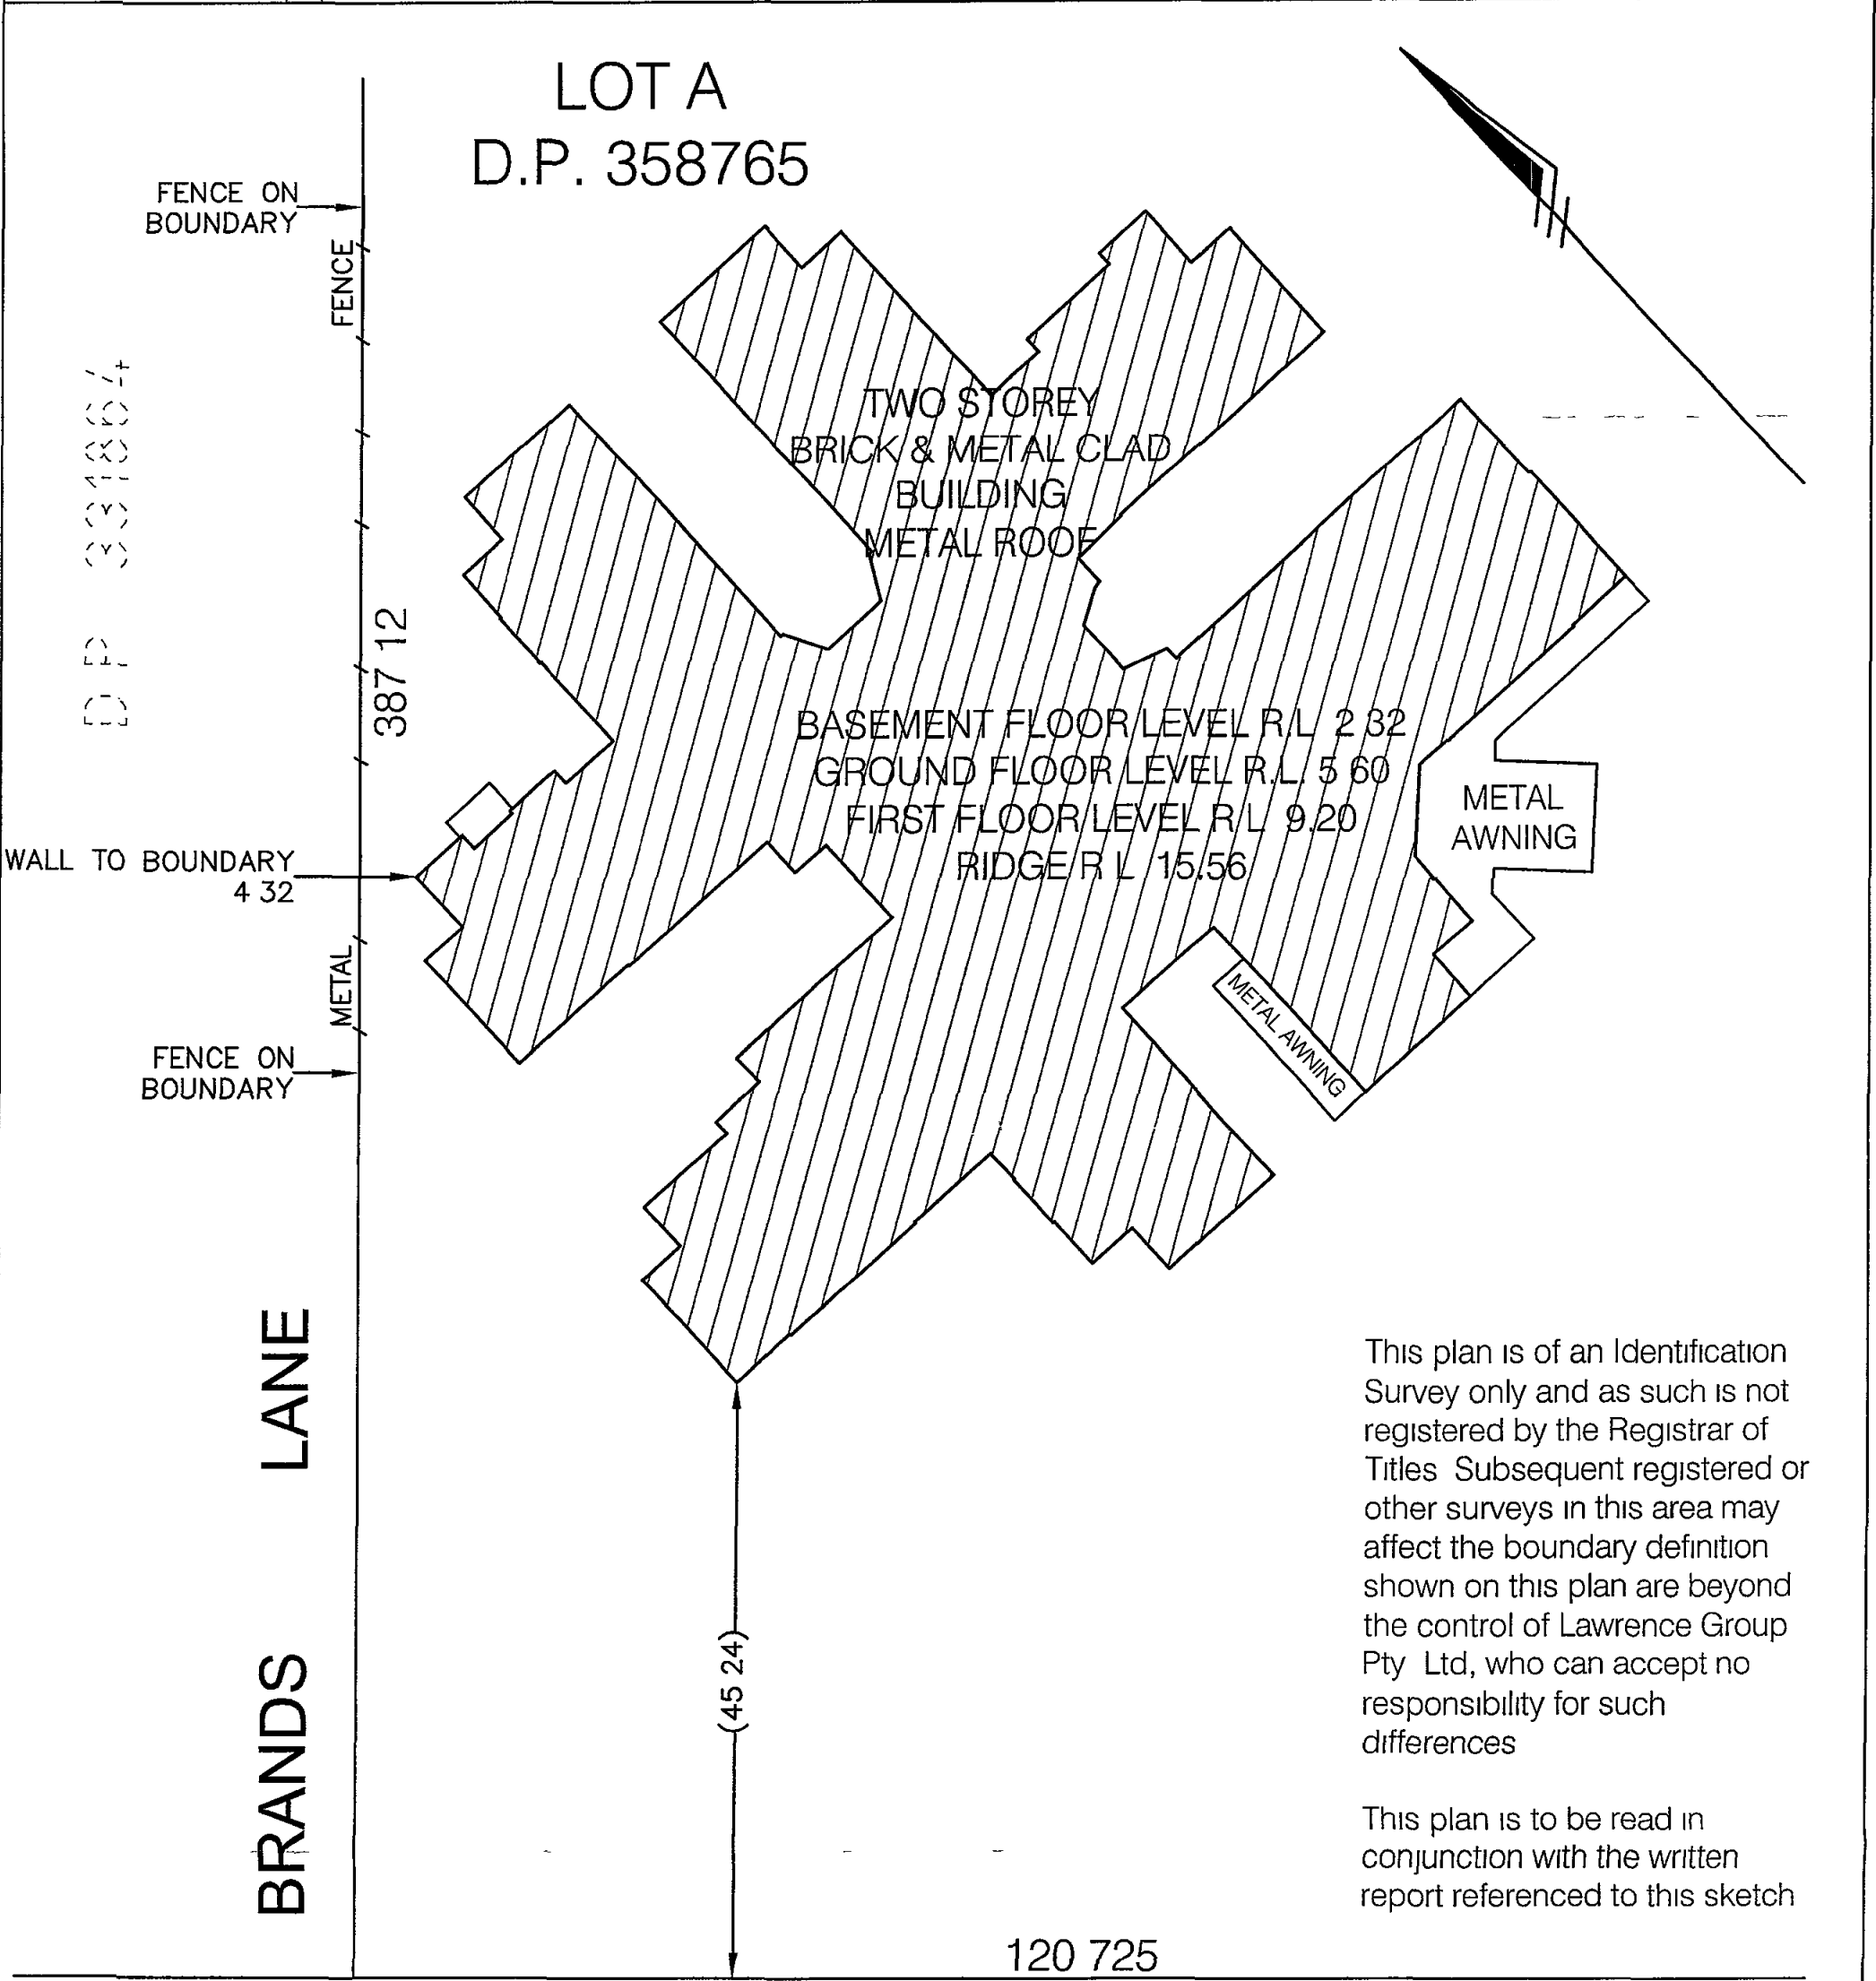 LOT A
D.P. 358765
FENCE ON
BOUNDARY
FENCE
DP 331864
387 12
TWO STOREY
BRICK & METAL CLAD
BUILDING
METAL ROOF
BASEMENT FLOOR LEVEL R.L 2 32
GROUND FLOOR LEVEL R.L. 5 60
FIRST FLOOR LEVEL R L 9.20
RIDGE R L 15.56
METAL
AWNING
WALL TO BOUNDARY
4 32
METAL
METAL AWNING
FENCE ON
BOUNDARY
BRANDS LANE
(45 24)
This plan is of an Identification
Survey only and as such is not
registered by the Registrar of
Titles Subsequent registered or
other surveys in this area may
affect the boundary definition
shown on this plan are beyond
the control of Lawrence Group
Pty Ltd, who can accept no
responsibility for such
differences
This plan is to be read in
conjunction with the written
report referenced to this sketch
120 725